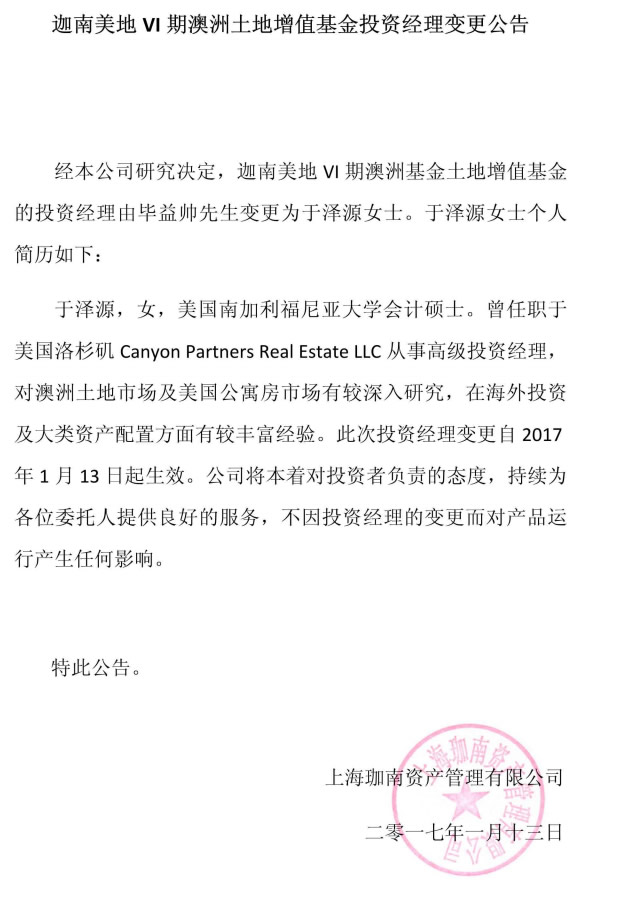 迦南美地 VI 期澳洲土地增值基金投资经理变更公告
经本公司研究决定，迦南美地 VI 期澳洲基金土地增值基金
的投资经理由毕益帅先生变更为于泽源女士。于泽源女士个人
简历如下：
于泽源，女，美国南加利福尼亚大学会计硕士。曾任职于
美国洛杉矶 Canyon Partners Real Estate LLC 从事高级投资经理，
对澳洲土地市场及美国公寓房市场有较深入研究，在海外投资
及大类资产配置方面有较丰富经验。此次投资经理变更自 2017
年 1 月 13 日起生效。公司将本着对投资者负责的态度，持续为
各位委托人提供良好的服务，不因投资经理的变更而对产品运
行产生任何影响。
特此公告。
上海珈南资产管理有限公司
上海珈南资产管理有限公司
二零一七年一月十三日